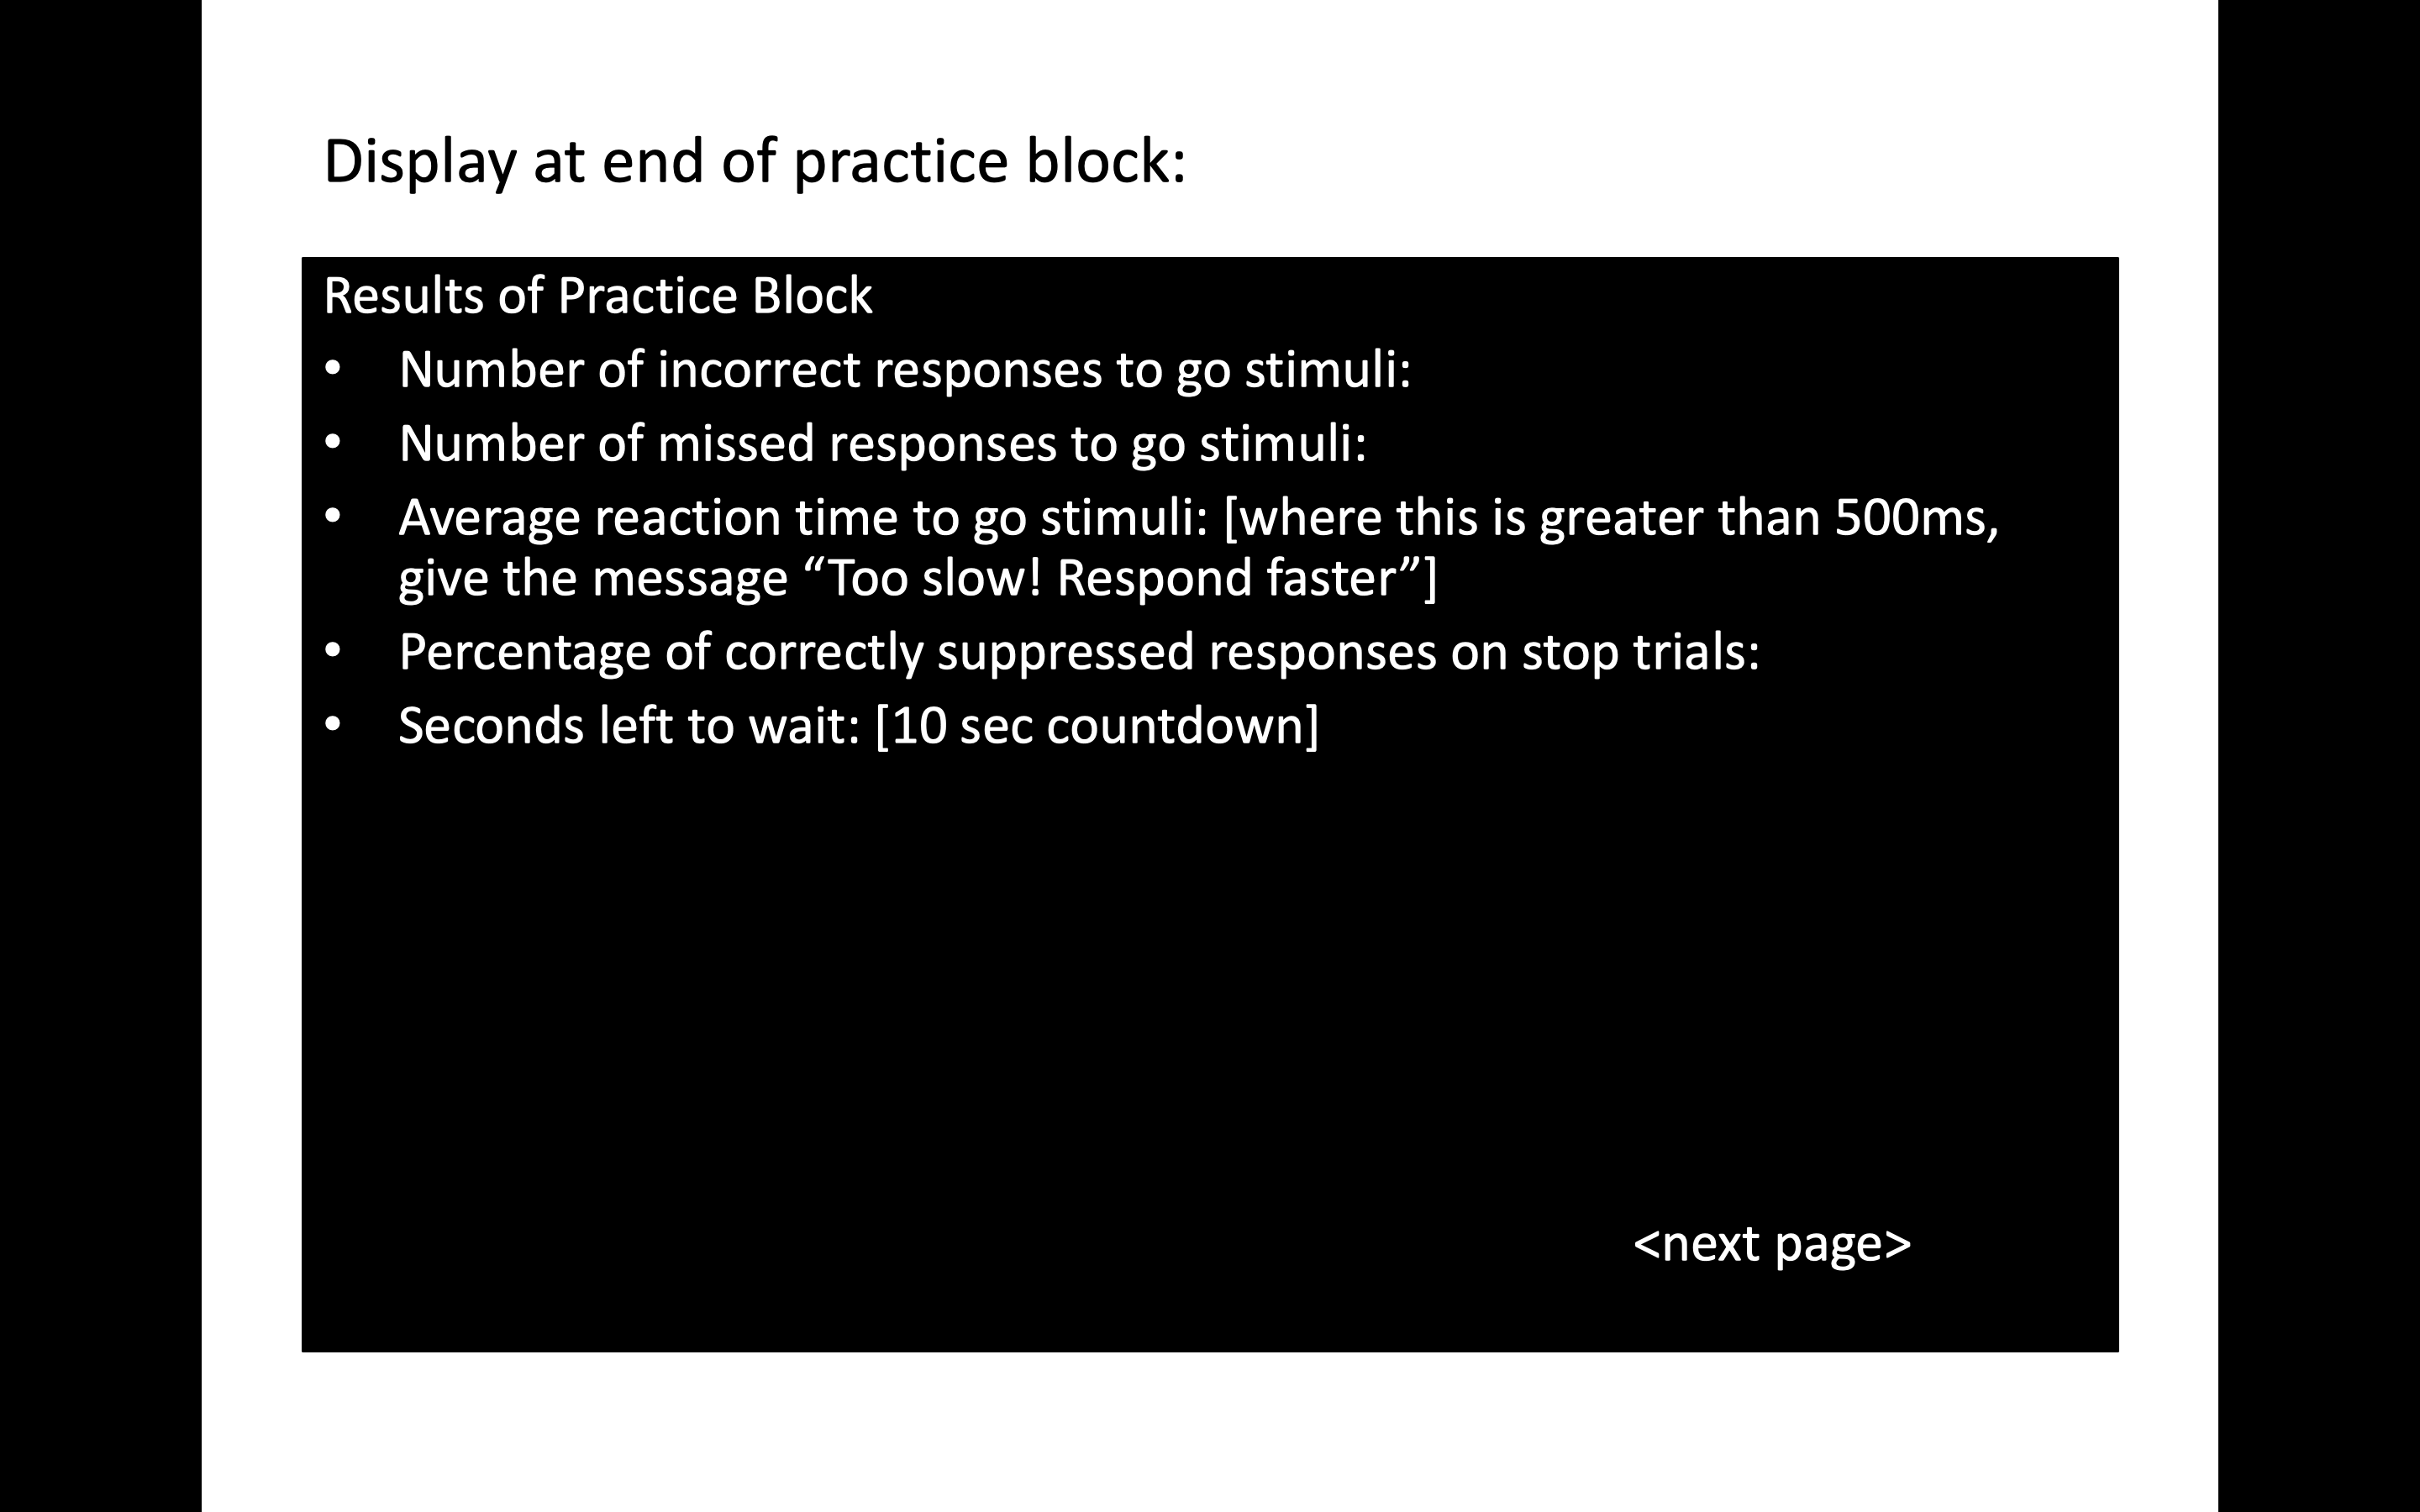 Display at end of practice block:
Results of Practice Block
• Number of incorrect responses to go stimuli:
• Number of missed responses to go stimuli:
• Average reaction time to go stimuli: [where this is greater than 500ms,
give the message “Too slow! Respond faster”]
• Percentage of correctly suppressed responses on stop trials:
• Seconds left to wait: [10 sec countdown]
<next page>